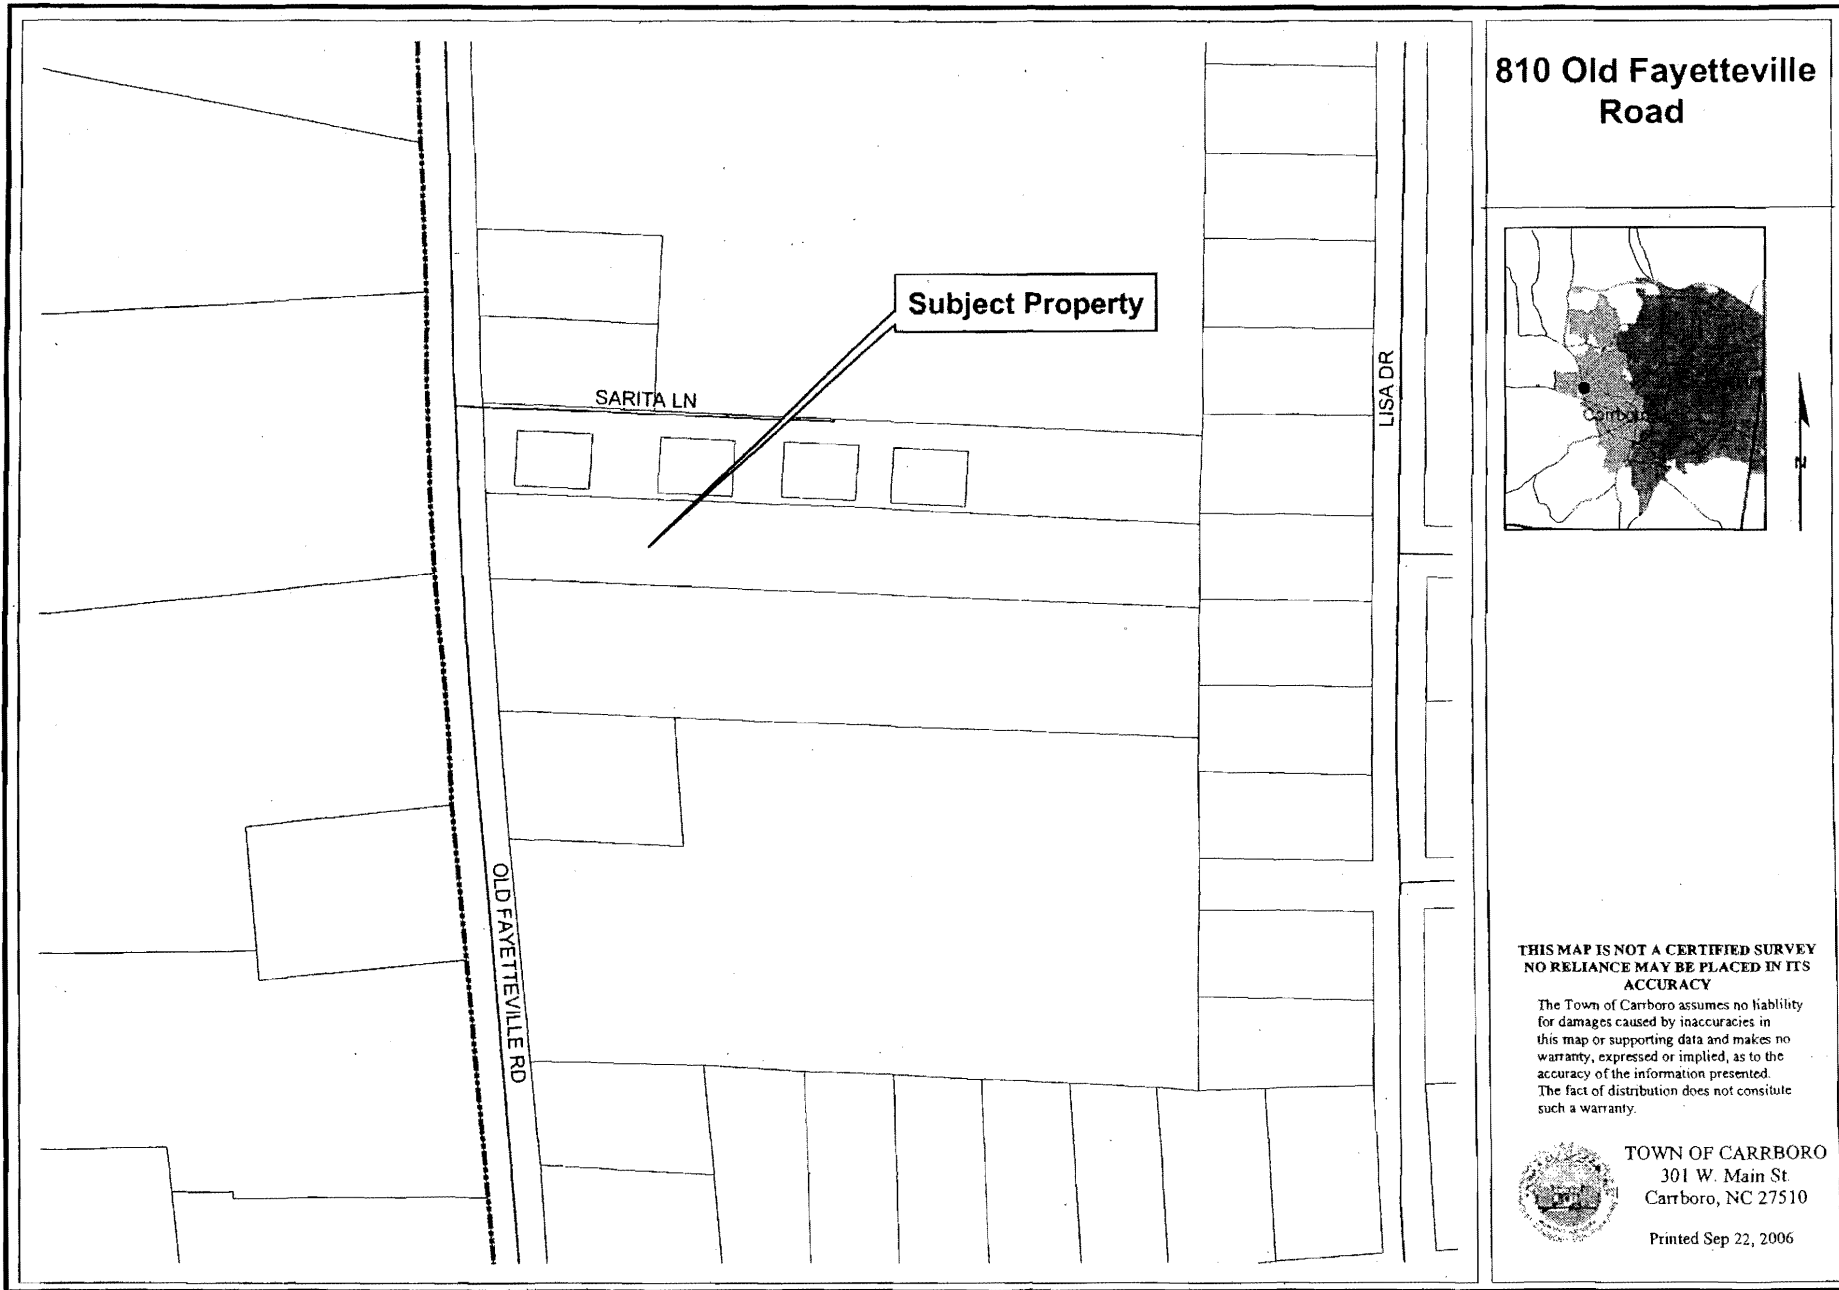 810 Old Fayetteville
Road
Subject Property
SARITA LN
LISA DR
OLD FAYETTEVILLE RD
Carrboro
N
THIS MAP IS NOT A CERTIFIED SURVEY
NO RELIANCE MAY BE PLACED IN ITS
ACCURACY
The Town of Carrboro assumes no liablility
for damages caused by inaccuracies in
this map or supporting data and makes no
warranty, expressed or implied, as to the
accuracy of the information presented.
The fact of distribution does not consitute
such a warranty.
TOWN OF CARRBORO
301 W. Main St.
Carrboro, NC 27510
Printed Sep 22, 2006